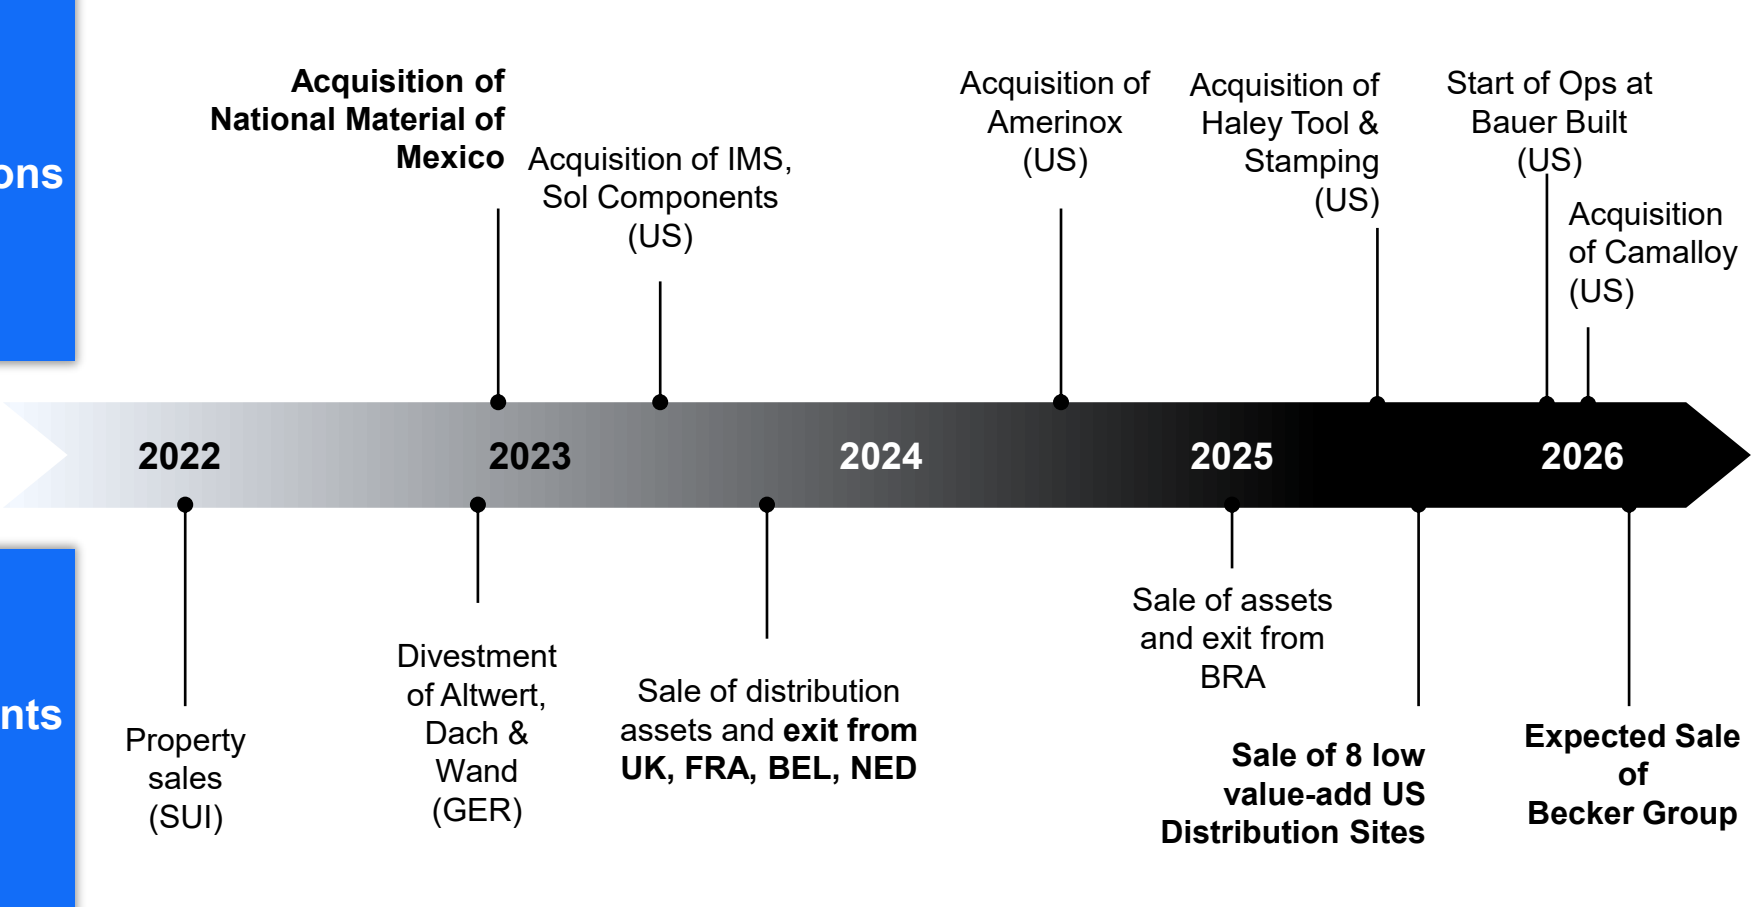 ons
Acquisition of
National Material of
Mexico
Acquisition of IMS,
Sol Components
(US)
Acquisition of
Amerinox
(US)
Acquisition of
Haley Tool &
Stamping
(US)
Start of Ops at
Bauer Built
(US)
Acquisition
of Camalloy
(US)
2022
2023
2024
2025
2026
nts
Property
sales
(SUI)
Divestment
of Altwert,
Dach &
Wand
(GER)
Sale of distribution
assets and exit from
UK, FRA, BEL, NED
Sale of assets
and exit from
BRA
Sale of 8 low
value-add US
Distribution Sites
Expected Sale
of
Becker Group